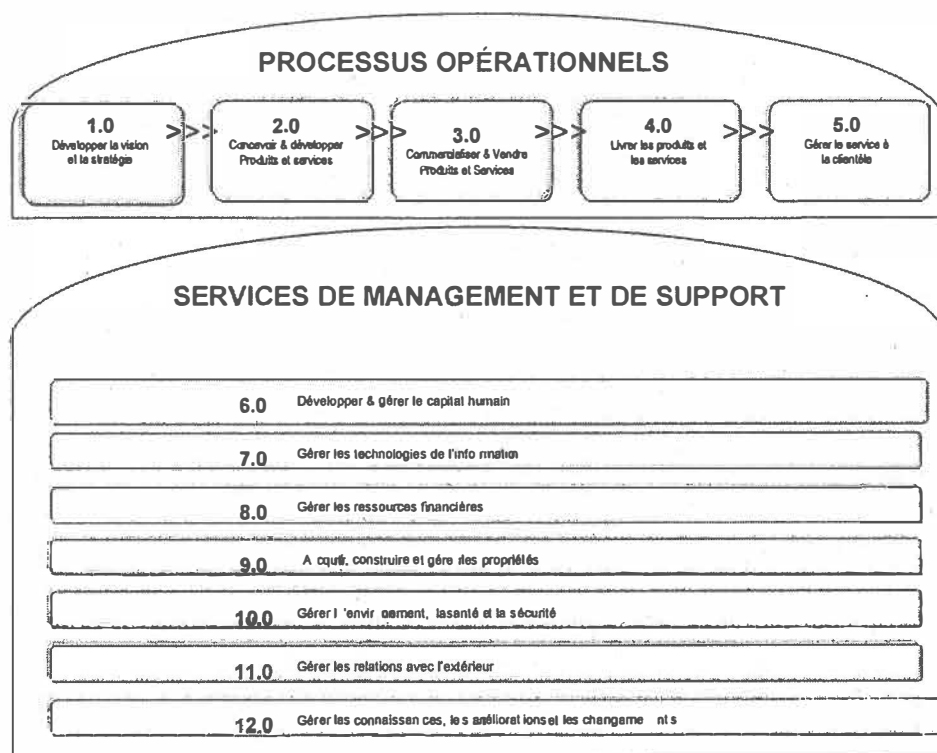 PROCESSUS OPÉRATIONNELS
1.0
Développer la vision
et la stratégie
>>>
2.0
Concevoir & développer
Produits et services
>>>
3.0
Commercialiser & Vendre
Produits et Services
>>>
4.0
Livrer les produits et
les services
>>>
5.0
Gérer le service à
la clientèle
SERVICES DE MANAGEMENT ET DE SUPPORT
6.0 Développer & gérer le capital humain
7.0 Gérer les technologies de l'info rmation
8.0 Gérer les ressources financières
9.0 A cquérir, construire et gére r les propriétés
10.0 Gérer l 'envir onnement, la santé et la sécurité
11.0 Gérer les relations avec l'extérieur
12.0 Gérer les connaissan ces, le s améliorat ions et les changeme nt s